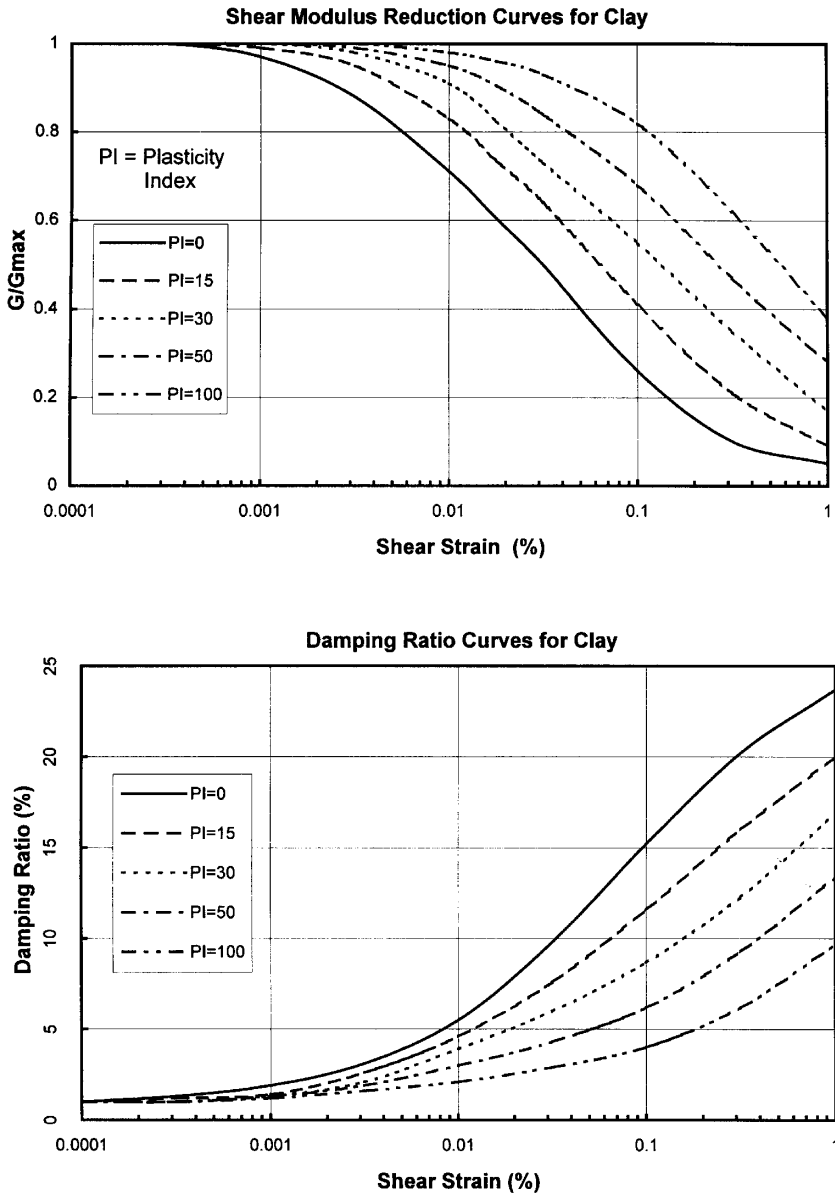 Shear Modulus Reduction Curves for Clay
1
0.8
0.6
0.4
0.2
0
G/Gmax
PI = Plasticity
Index
PI=0
PI=15
PI=30
PI=50
PI=100
0.0001
0.001
0.01
0.1
1
Shear Strain (%)
Damping Ratio Curves for Clay
25
20
15
10
5
0
Damping Ratio (%)
PI=0
PI=15
PI=30
PI=50
PI=100
0.0001
0.001
0.01
0.1
1
Shear Strain (%)